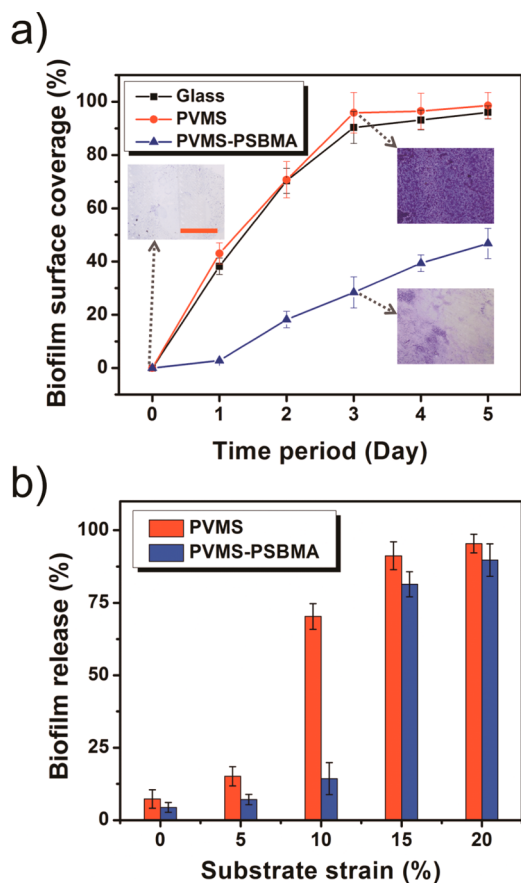 a)
Biofilm surface coverage (%)
100
80
60
40
20
0
Glass
PVMS
PVMS-PSBMA
0 1 2 3 4 5
Time period (Day)
b)
Biofilm release (%)
100
75
50
25
0
PVMS
PVMS-PSBMA
0 5 10 15 20
Substrate strain (%)